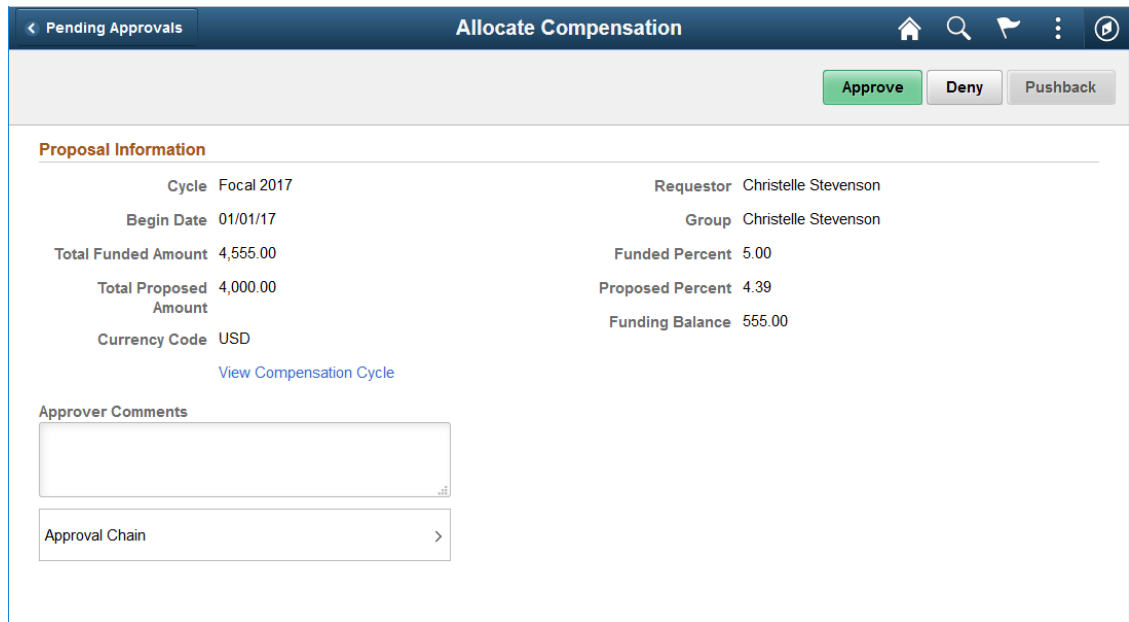 Pending Approvals
Allocate Compensation
Approve Deny Pushback
Proposal Information
Cycle Focal 2017 Requestor Christelle Stevenson
Begin Date 01/01/17 Group Christelle Stevenson
Total Funded Amount 4,555.00 Funded Percent 5.00
Total Proposed Amount 4,000.00 Proposed Percent 4.39
Funding Balance 555.00
Currency Code USD
View Compensation Cycle
Approver Comments
Approval Chain